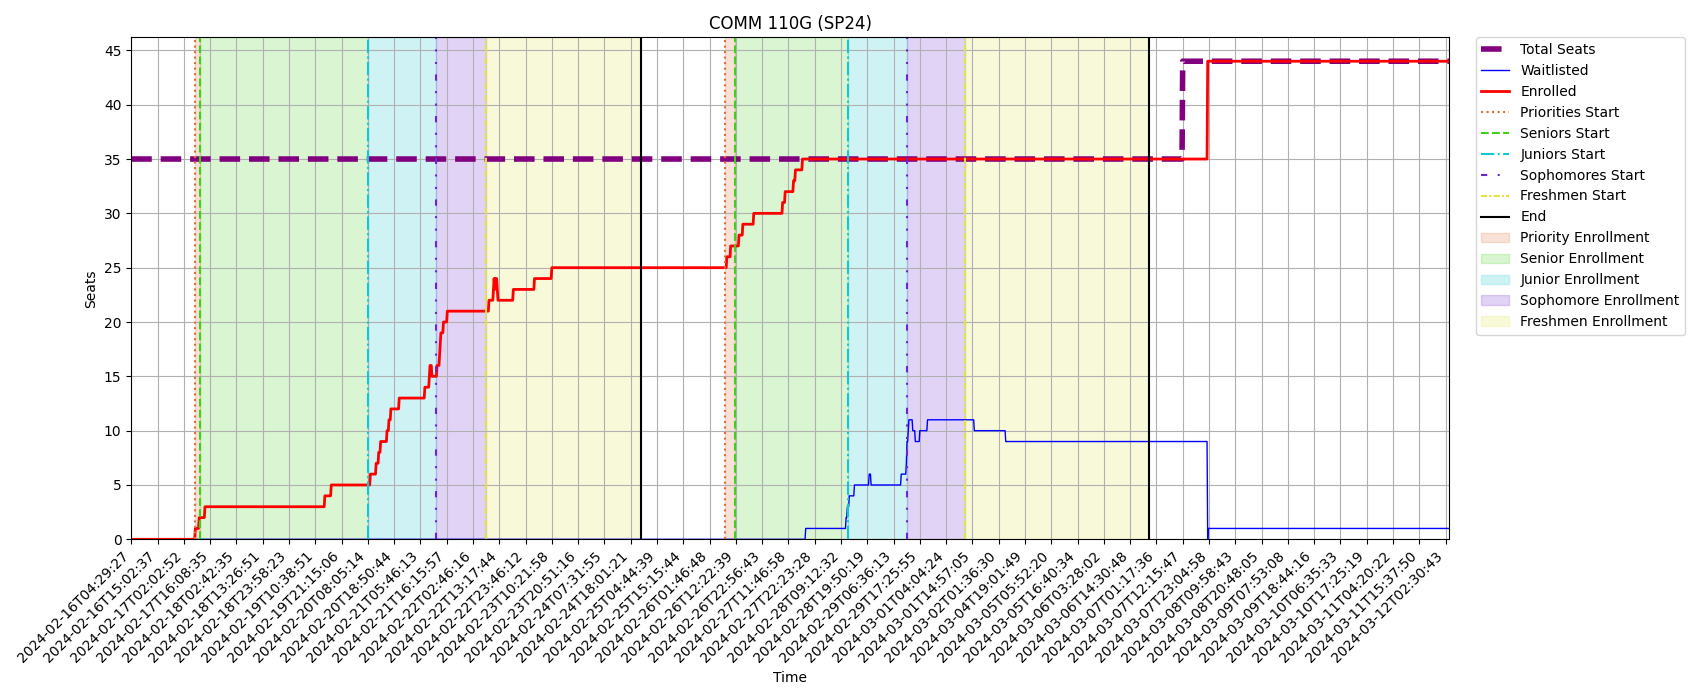 COMM 110G (SP24)
Seats
45
40
35
30
25
20
15
10
5
0
2024-02-16T04:29:27
2024-02-16T15:02:37
2024-02-17T02:02:52
2024-02-17T16:08:35
2024-02-18T02:42:35
2024-02-18T13:26:51
2024-02-18T23:58:23
2024-02-19T10:38:51
2024-02-19T21:15:06
2024-02-20T08:05:14
2024-02-20T18:50:44
2024-02-21T05:46:13
2024-02-21T16:15:57
2024-02-22T02:46:16
2024-02-22T13:17:44
2024-02-22T23:46:12
2024-02-23T10:21:58
2024-02-23T20:51:16
2024-02-24T07:31:55
2024-02-24T18:01:21
2024-02-25T04:44:39
2024-02-25T15:15:44
2024-02-26T01:46:48
2024-02-26T12:22:39
2024-02-26T22:56:43
2024-02-27T11:46:58
2024-02-27T22:23:28
2024-02-28T09:12:32
2024-02-28T19:50:19
2024-02-29T06:36:13
2024-02-29T17:25:55
2024-03-01T04:04:24
2024-03-01T14:57:05
2024-03-02T01:36:30
2024-03-04T19:01:49
2024-03-05T05:52:20
2024-03-05T16:40:34
2024-03-06T03:28:02
2024-03-06T14:30:48
2024-03-07T01:17:36
2024-03-07T12:15:47
2024-03-07T23:04:58
2024-03-08T09:58:43
2024-03-08T20:48:05
2024-03-09T07:53:08
2024-03-09T18:44:16
2024-03-10T06:35:33
2024-03-10T17:25:19
2024-03-11T04:20:22
2024-03-11T15:37:50
2024-03-12T02:30:43
Time
Total Seats
Waitlisted
Enrolled
Priorities Start
Seniors Start
Juniors Start
Sophomores Start
Freshmen Start
End
Priority Enrollment
Senior Enrollment
Junior Enrollment
Sophomore Enrollment
Freshmen Enrollment